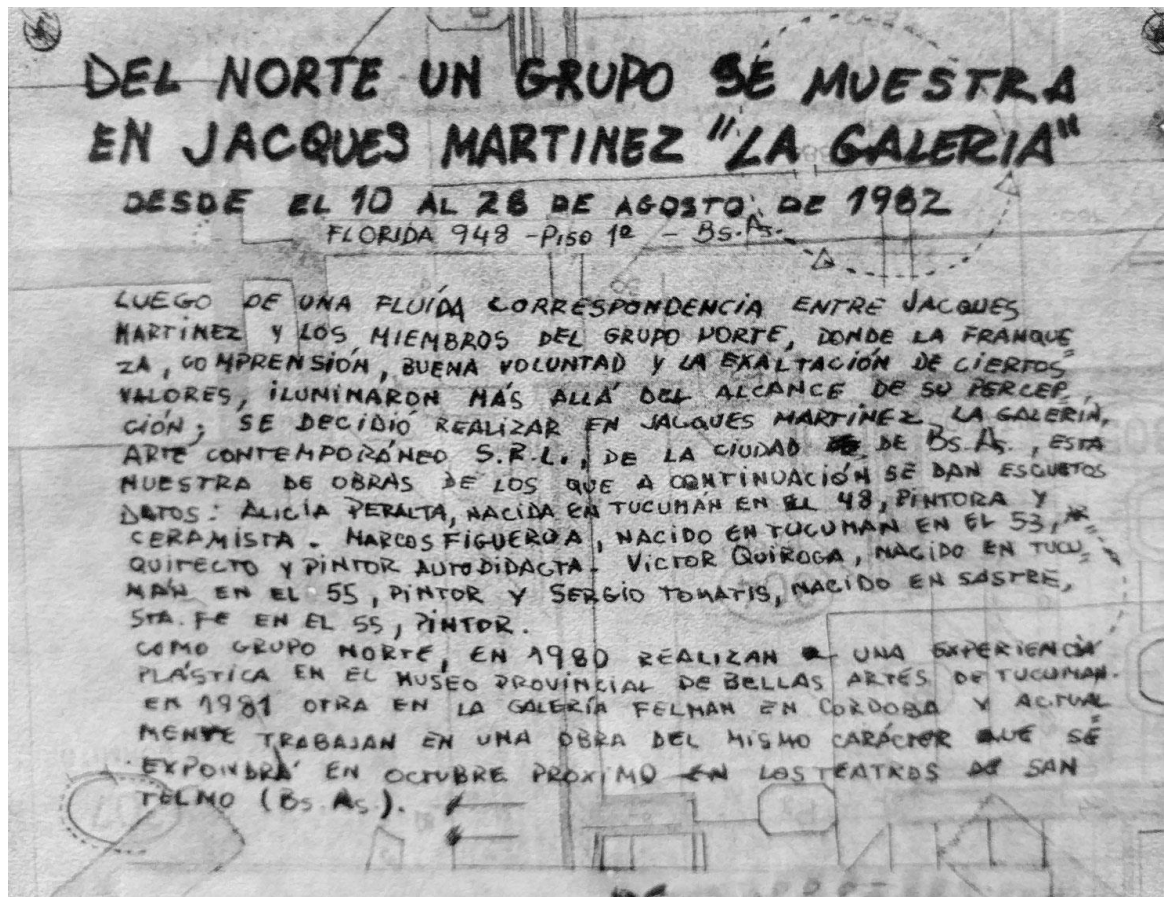 DEL NORTE UN GRUPO SE MUESTRA
EN JACQUES MARTINEZ "LA GALERIA"
DESDE EL 10 AL 28 DE AGOSTO DE 1982
FLORIDA 948 - PISO 1º - Bs. As.
LUEGO DE UNA FLUÍDA CORRESPONDENCIA ENTRE JACQUES
MARTINEZ Y LOS MIEMBROS DEL GRUPO NORTE, DONDE LA FRANQUE
ZA, COMPRENSIÓN, BUENA VOLUNTAD Y LA EXALTACIÓN DE CIERTOS
VALORES, ILUMINARON MÁS ALLÁ DEL ALCANCE DE SU PERCEP
CIÓN; SE DECIDIÓ REALIZAR EN JACQUES MARTINEZ LA GALERIA,
ARTE CONTEMPORÁNEO S.R.L., DE LA CIUDAD DE Bs. As., ESTA
MUESTRA DE OBRAS DE LOS QUE A CONTINUACIÓN SE DAN ESCUETOS
DATOS: ALICIA PERALTA, NACIDA EN TUCUMÁN EN EL 48, PINTORA Y
CERAMISTA. MARCOS FIGUEROA, NACIDO EN TUCUMAN EN EL 53, AR
QUITECTO Y PINTOR AUTODIDACTA. VICTOR QUIROGA, NACIDO EN TUCU
MÁN EN EL 55, PINTOR Y SERGIO TOMATIS, NACIDO EN SASTRE,
STA. FE EN EL 55, PINTOR.
COMO GRUPO NORTE, EN 1980 REALIZAN UNA EXPERIENCIA
PLÁSTICA EN EL MUSEO PROVINCIAL DE BELLAS ARTES DE TUCUMAN.
EN 1981 OTRA EN LA GALERÍA FELMAN EN CORDOBA Y ACTUAL
MENTE TRABAJAN EN UNA OBRA DEL MISMO CARÁCTER QUE SE
EXPONDRÁ EN OCTUBRE PROXIMO EN LOS TEATROS DE SAN
TELMO (Bs. As.).